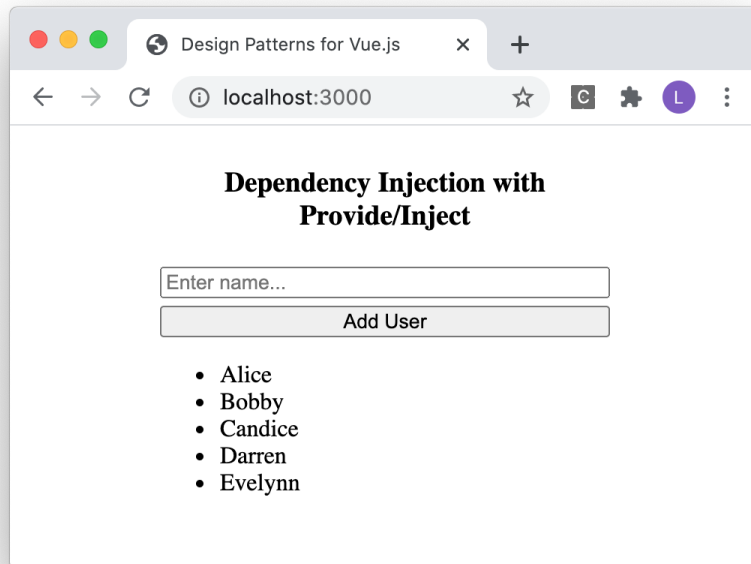 Design Patterns for Vue.js
localhost:3000
C
L
Dependency Injection with
Provide/Inject
Enter name...
Add User
Alice
Bobby
Candice
Darren
Evelynn